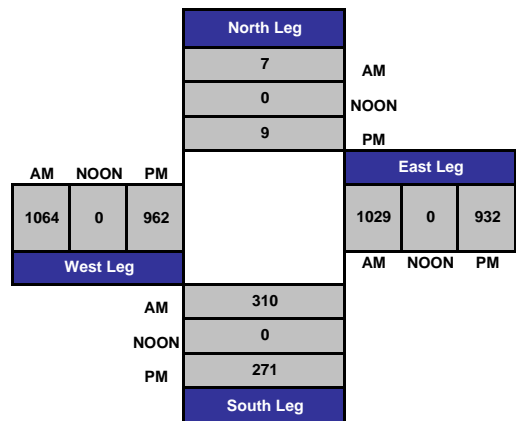 North Leg
7
AM
0
NOON
9
PM
AM NOON PM
East Leg
1064 0 962
1029 0 932
West Leg
AM NOON PM
AM
310
NOON
0
PM
271
South Leg